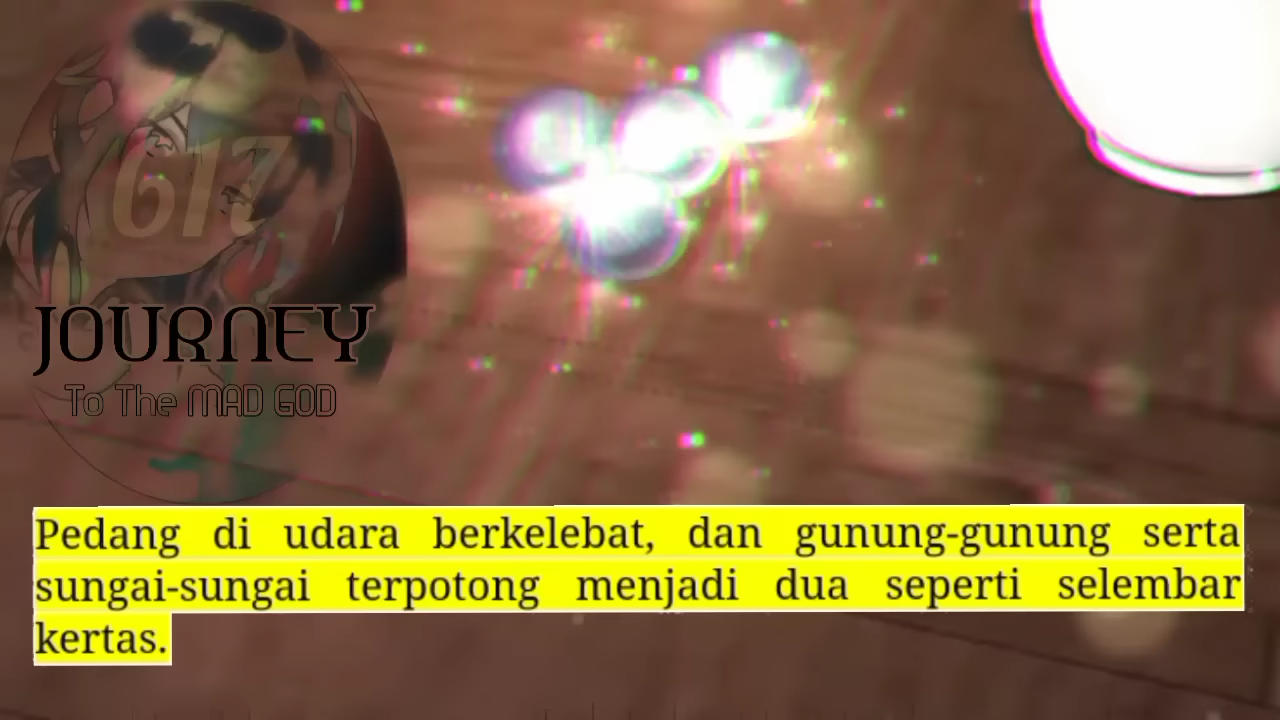 617
JOURNEY
To The MAD GOD
Pedang di udara berkelebat, dan gunung-gunung serta
sungai-sungai terpotong menjadi dua seperti selembar
kertas.